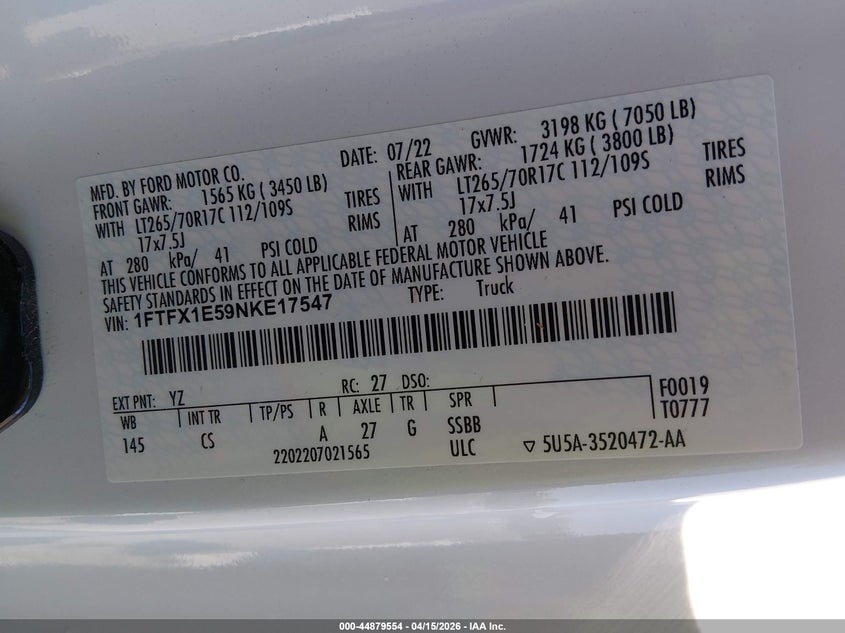 MFD. BY FORD MOTOR CO.
DATE: 07/22 GVWR: 3198 KG ( 7050 LB)
FRONT GAWR: 1565 KG ( 3450 LB) REAR GAWR: 1724 KG ( 3800 LB)
WITH LT265/70R17C 112/109S TIRES WITH LT265/70R17C 112/109S TIRES
17x7.5J RIMS 17x7.5J RIMS
AT 280 kPa/ 41 PSI COLD AT 280 kPa/ 41 PSI COLD
THIS VEHICLE CONFORMS TO ALL APPLICABLE FEDERAL MOTOR VEHICLE
SAFETY STANDARDS IN EFFECT ON THE DATE OF MANUFACTURE SHOWN ABOVE.
VIN: 1FTFX1E59NKE17547 TYPE: Truck
EXT PNT: YZ RC: 27 DSO: F0019
WB INT TR TP/PS R AXLE TR SPR T0777
145 CS A 27 G SSBB
2202207021565 ULC ▽ 5U5A-3520472-AA
000-44879554 - 04/15/2026 - IAA Inc.